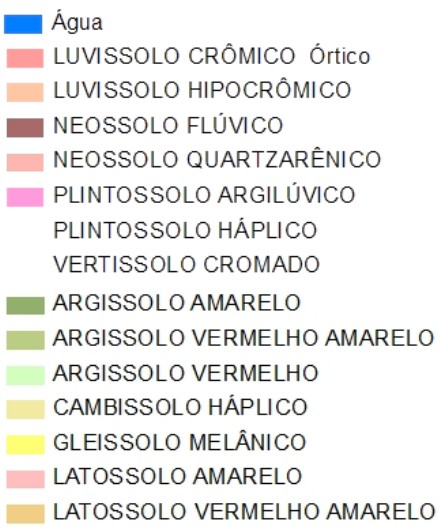 Água
LUVISSOLO CRÔMICO Órtico
LUVISSOLO HIPOCRÔMICO
NEOSSOLO FLÚVICO
NEOSSOLO QUARTZARÊNICO
PLINTOSSOLO ARGILÚVICO
PLINTOSSOLO HÁPLICO
VERTISSOLO CROMADO
ARGISSOLO AMARELO
ARGISSOLO VERMELHO AMARELO
ARGISSOLO VERMELHO
CAMBISSOLO HÁPLICO
GLEISSOLO MELÂNICO
LATOSSOLO AMARELO
LATOSSOLO VERMELHO AMARELO